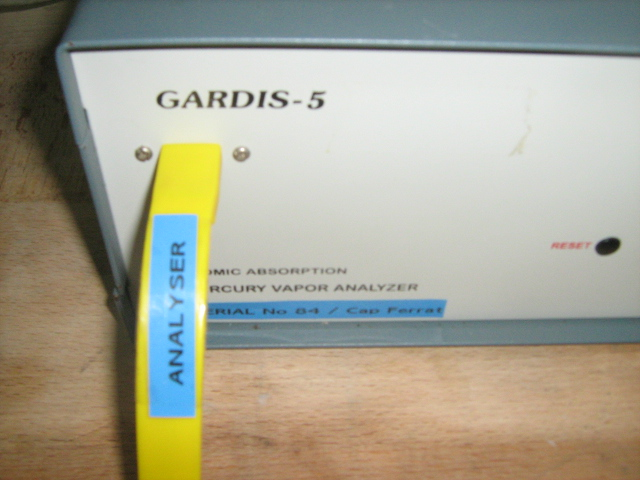 GARDIS-5
RESET
OMIC ABSORPTION
RCURY VAPOR ANALYZER
ERIAL No 84 / Cap Ferrat
ANALYSER